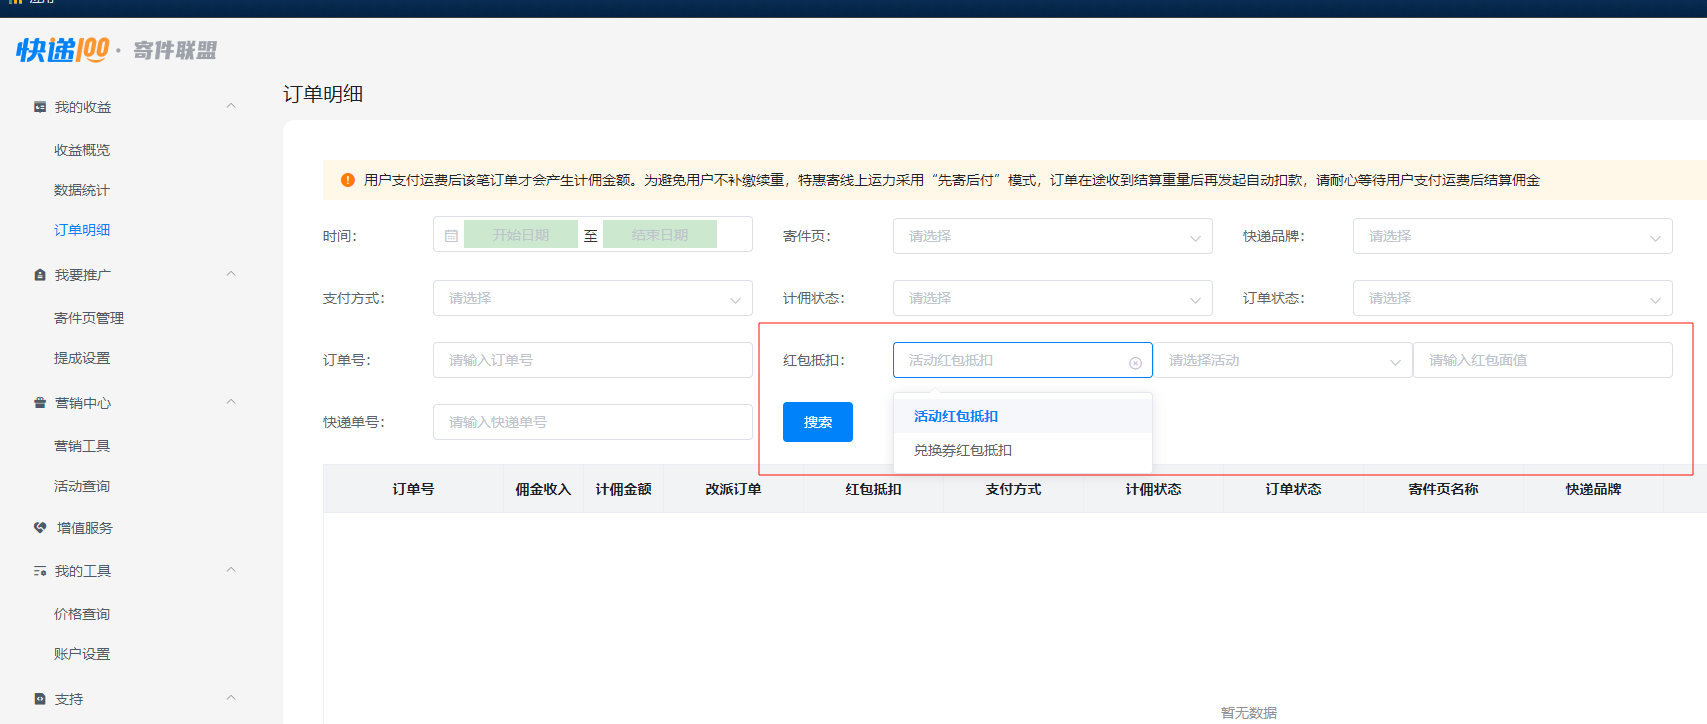 快递100 · 寄件联盟
订单明细
我的收益
收益概览
数据统计
订单明细
我要推广
寄件页管理
提成设置
营销中心
营销工具
活动查询
增值服务
我的工具
价格查询
账户设置
支持
用户支付运费后该笔订单才会产生计佣金额。为避免用户不补缴续重，特惠寄线上运力采用“先寄后付”模式，订单在途收到结算重量后再发起自动扣款，请耐心等待用户支付运费后结算佣金
时间： 开始日期 至 结束日期 寄件页： 请选择 快递品牌： 请选择
支付方式： 请选择 计佣状态： 请选择 订单状态： 请选择
订单号： 请输入订单号 红包抵扣： 活动红包抵扣 请选择活动 请输入红包面值
快递单号： 请输入快递单号 搜索 活动红包抵扣
兑换券红包抵扣
订单号 佣金收入 计佣金额 改派订单 红包抵扣 支付方式 计佣状态 订单状态 寄件页名称 快递品牌
暂无数据